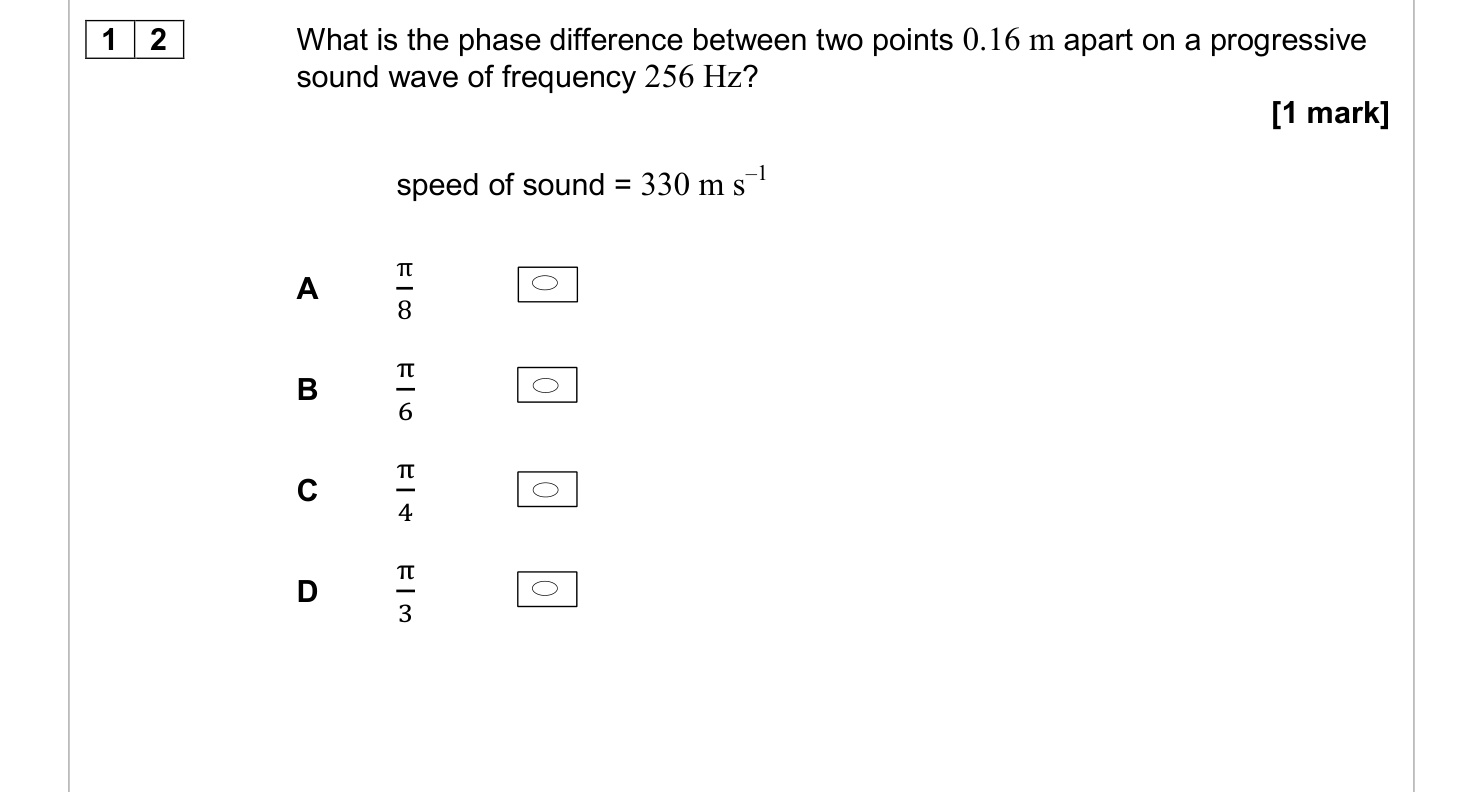 1 2 What is the phase difference between two points 0.16 m apart on a progressive
sound wave of frequency 256 Hz?
[1 mark]
speed of sound = 330 m s⁻¹
A π/8
B π/6
C π/4
D π/3